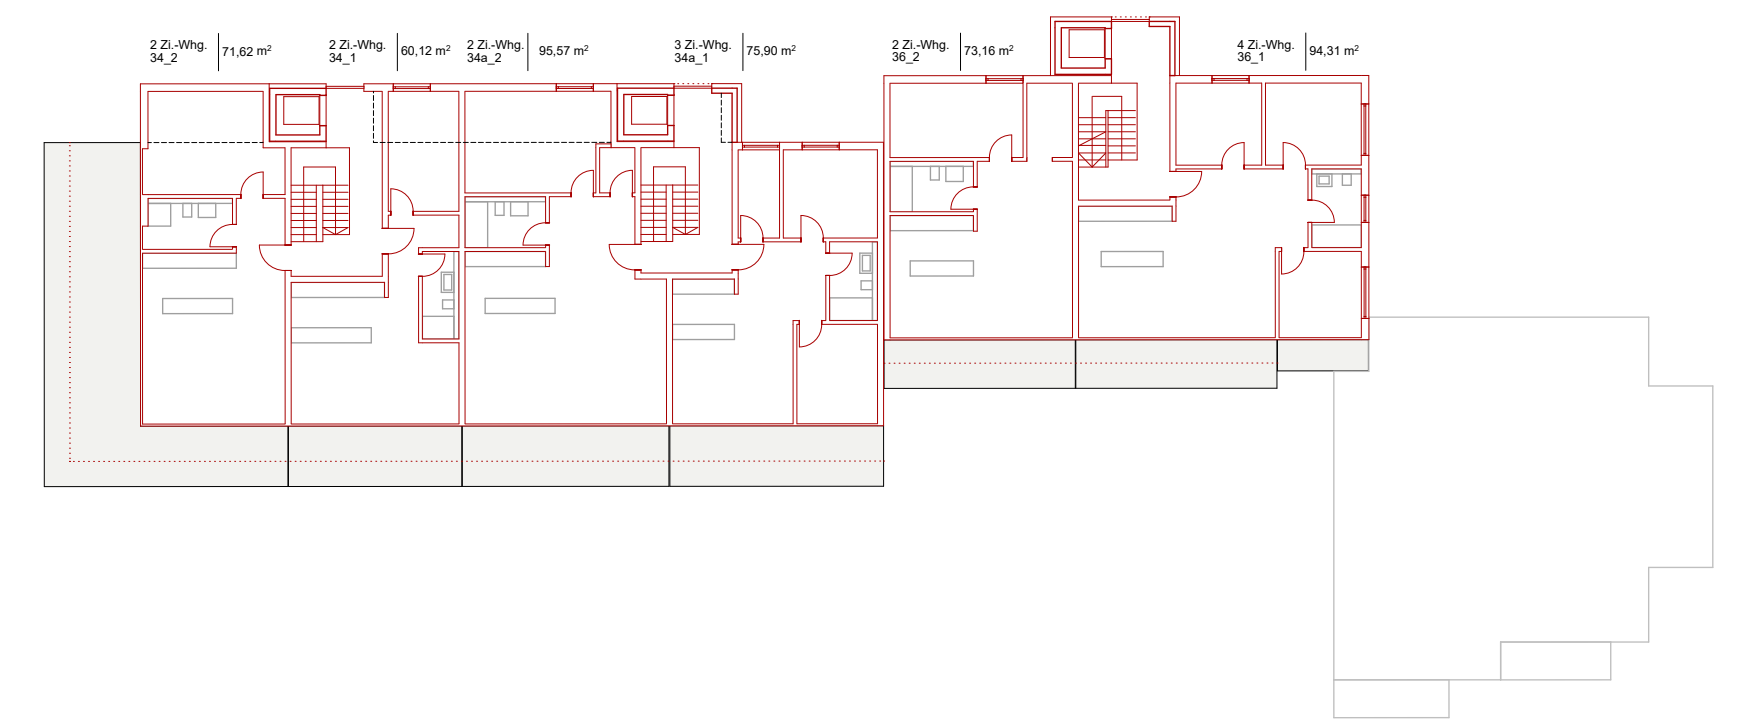 2 Zi.-Whg.
34_2
71,62 m²
2 Zi.-Whg.
34_1
60,12 m²
2 Zi.-Whg.
34a_2
95,57 m²
3 Zi.-Whg.
34a_1
75,90 m²
2 Zi.-Whg.
36_2
73,16 m²
4 Zi.-Whg.
36_1
94,31 m²